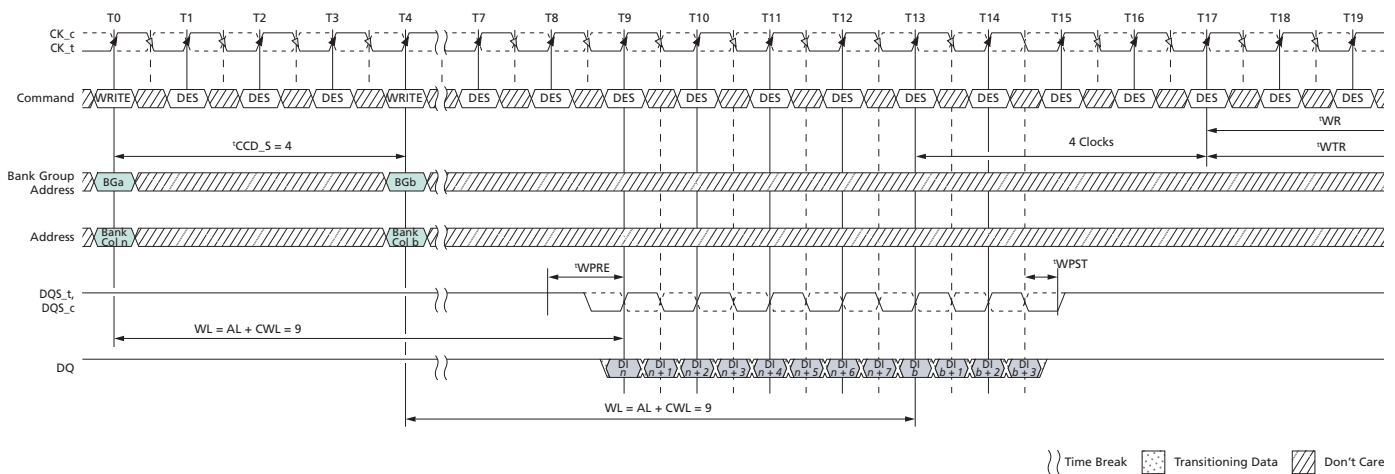 T0 T1 T2 T3 T4 T7 T8 T9 T10 T11 T12 T13 T14 T15 T16 T17 T18 T19
CK_c
CK_t
Command WRITE DES DES DES WRITE DES DES DES DES DES DES DES DES DES DES DES DES DES
tWR
tCCD_S = 4 4 Clocks tWTR
Bank Group
Address BGa BGb
Address Bank
Col n Bank
Col b
tWPRE tWPST
DQS_t,
DQS_c
WL = AL + CWL = 9
DQ DI
n DI
n + 1 DI
n + 2 DI
n + 3 DI
n + 4 DI
n + 5 DI
n + 6 DI
n + 7 DI
b DI
b + 1 DI
b + 2 DI
b + 3
WL = AL + CWL = 9
Time Break Transitioning Data Don't Care